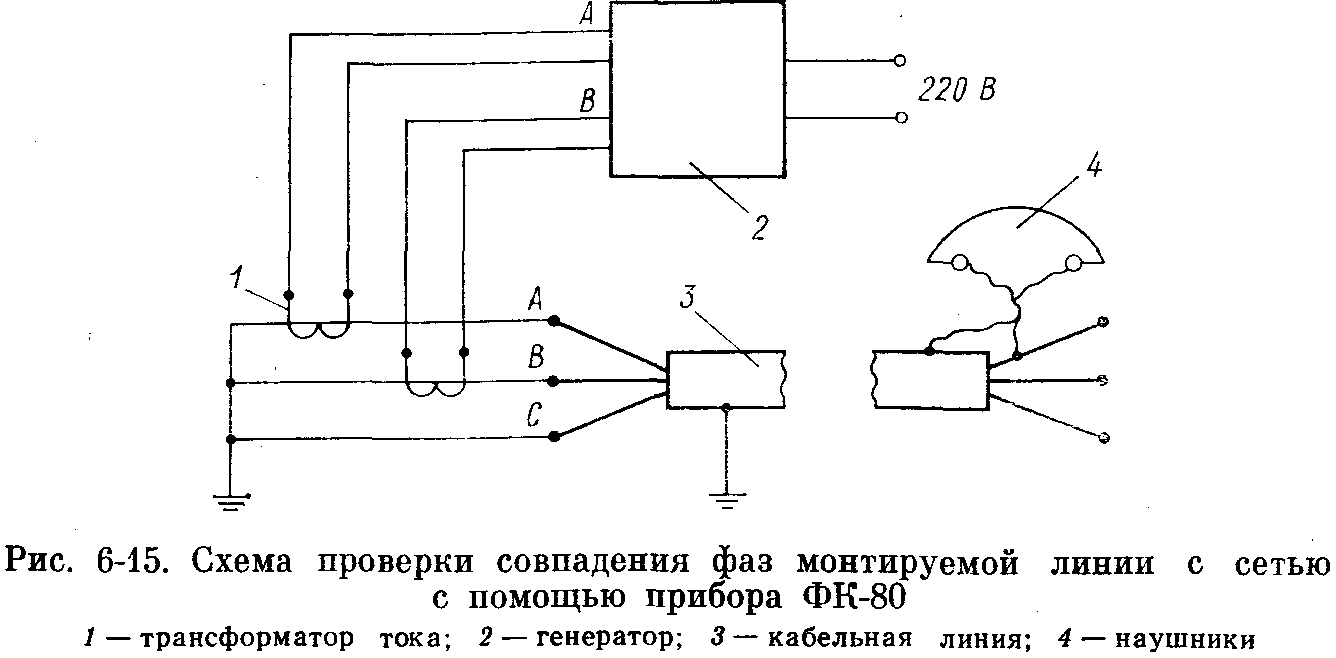 A
B
220 В
4
2
1
3
A
B
C
Рис. 6-15. Схема проверки совпадения фаз монтируемой линии с сетью
с помощью прибора ФК-80
1 — трансформатор тока; 2 — генератор; 3 — кабельная линия; 4 — наушники